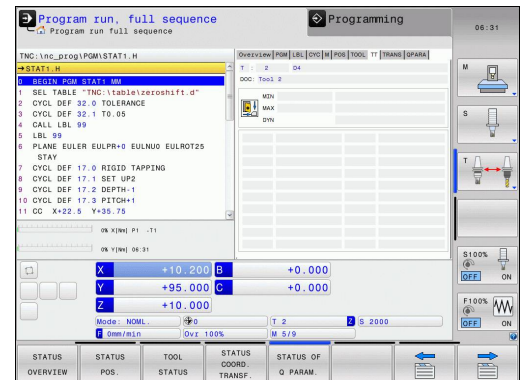 Program run, full sequence
Program run full sequence
Programming
06:31
TNC:\nc_prog\PGM\STAT1.H
→STAT1.H
0 BEGIN PGM STAT1 MM
1 SEL TABLE "TNC:\table\zeroshift.d"
2 CYCL DEF 32.0 TOLERANCE
3 CYCL DEF 32.1 T0.05
4 CALL LBL 99
5 LBL 99
6 PLANE EULER EULPR+0 EULNU0 EULROT25
STAY
7 CYCL DEF 17.0 RIGID TAPPING
8 CYCL DEF 17.1 SET UP2
9 CYCL DEF 17.2 DEPTH-1
10 CYCL DEF 17.3 PITCH+1
11 CC X+22.5 Y+35.75
Overview PGM LBL CYC M POS TOOL TT TRANS QPARA
T : 2 D4
DOC: Tool 2
MIN
MAX
DYN
0% X[Nm] P1 -T1
0% Y[Nm] 06:31
X +10.200 B +0.000
Y +95.000 C +0.000
Z +10.000
Mode: NOML. 0 T 2 Z S 2000
F 0mm/min Ovr 100% M 5/9
M
S
T
S100%
OFF ON
F100%
OFF ON
STATUS OVERVIEW
STATUS POS.
TOOL STATUS
STATUS COORD. TRANSF.
STATUS OF Q PARAM.